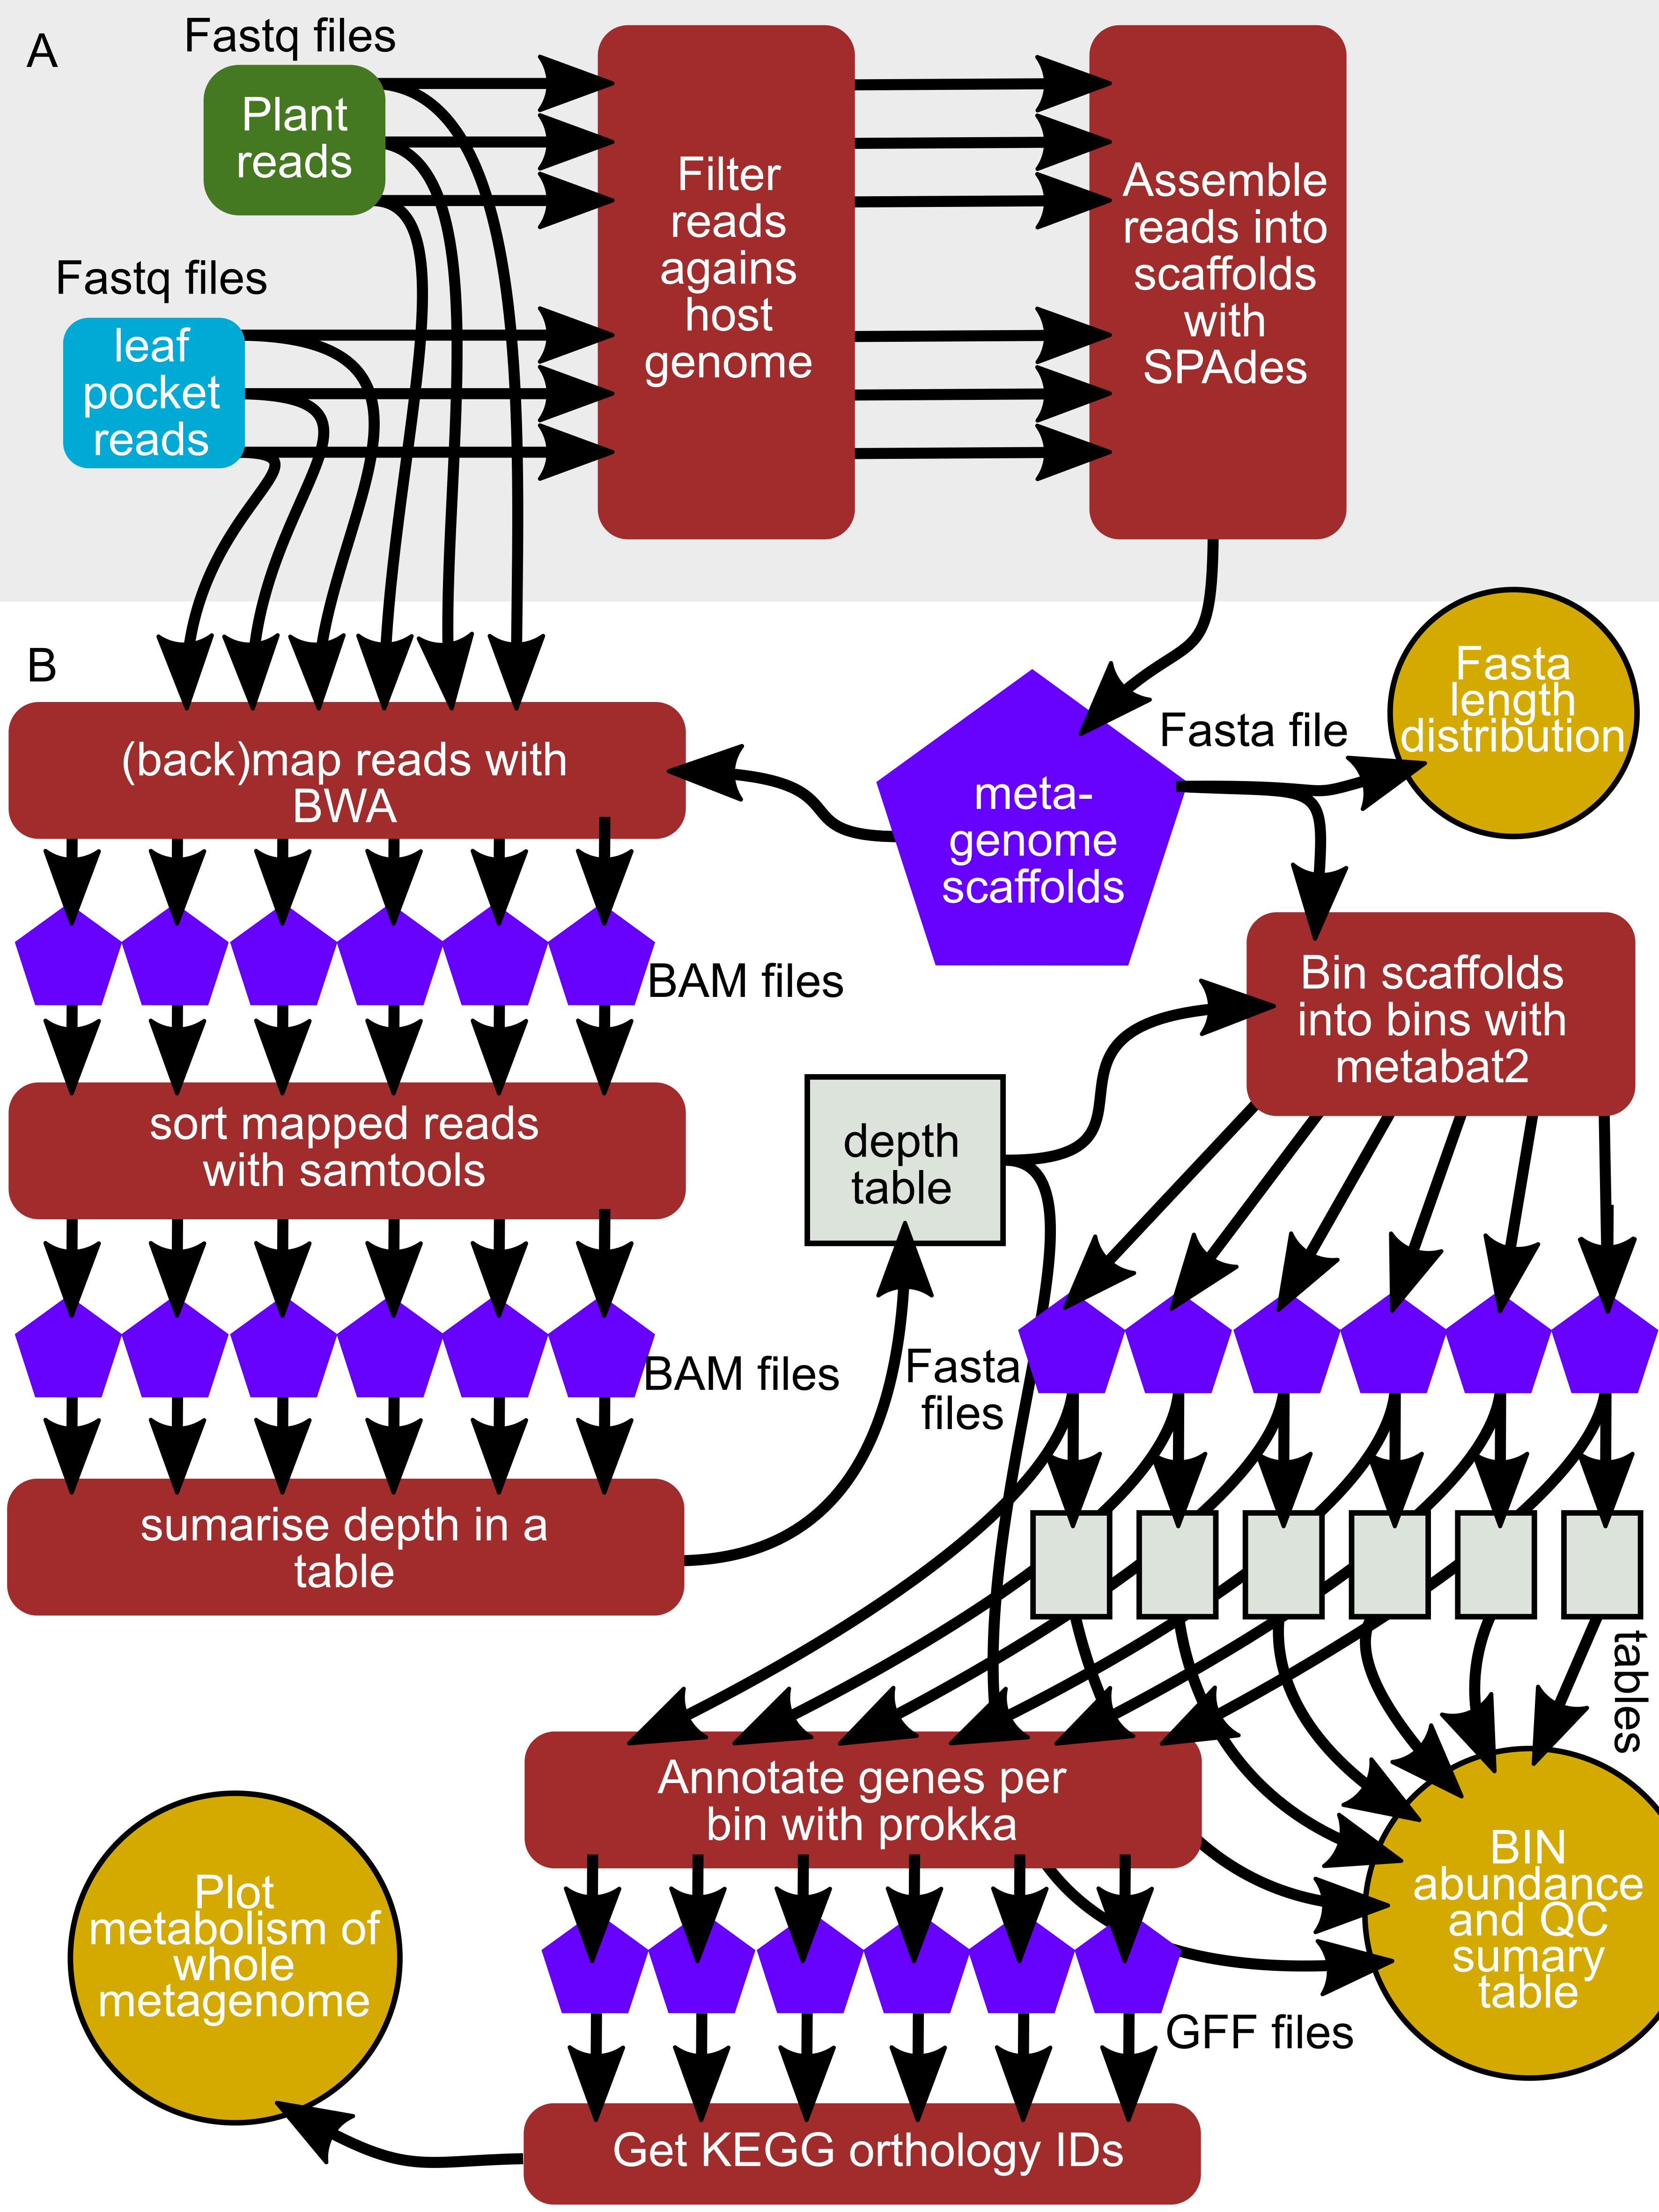 A
Fastq files
Plant
reads
Fastq files
leaf
pocket
reads
Filter
reads
agains
host
genome
Assemble
reads into
scaffolds
with
SPAdes
B
(back)map reads with
BWA
meta-
genome
scaffolds
Fasta file
Fasta
length
distribution
BAM files
Bin scaffolds
into bins with
metabat2
sort mapped reads
with samtools
depth
table
BAM files
Fasta
files
sumarise depth in a
table
tables
Annotate genes per
bin with prokka
BIN
abundance
and QC
sumary
table
Plot
metabolism of
whole
metagenome
GFF files
Get KEGG orthology IDs